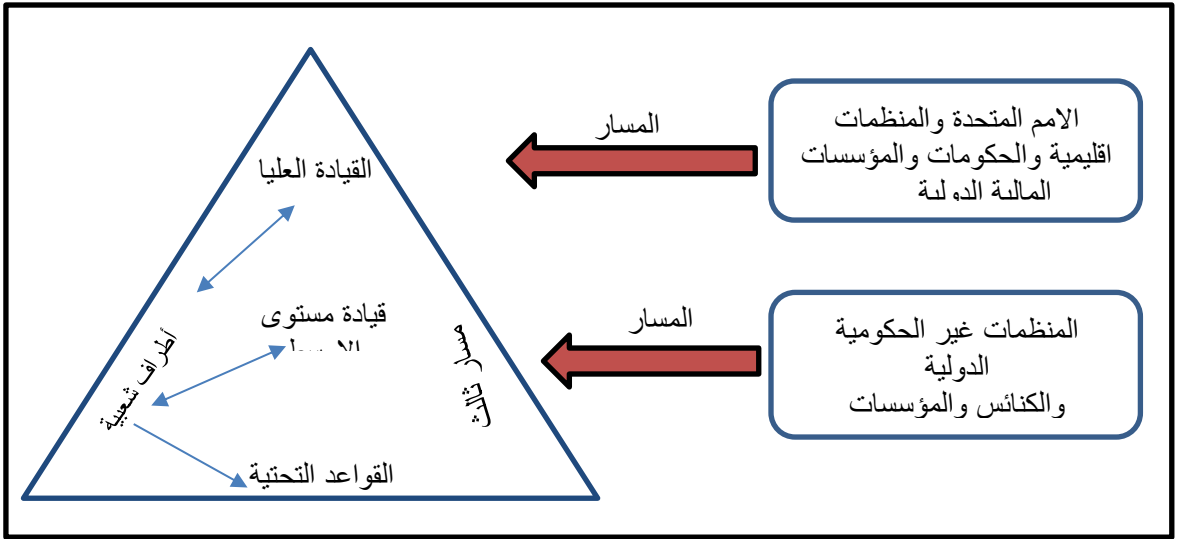 الامم المتحدة والمنظمات
اقليمية والحكومات والمؤسسات
المالية الدولية
المسار
القيادة العليا
المنظمات غير الحكومية
الدولية
والكنائس والمؤسسات
المسار
قيادة مستوى
مسار ثالث
أطراف شعبية
القواعد التحتية